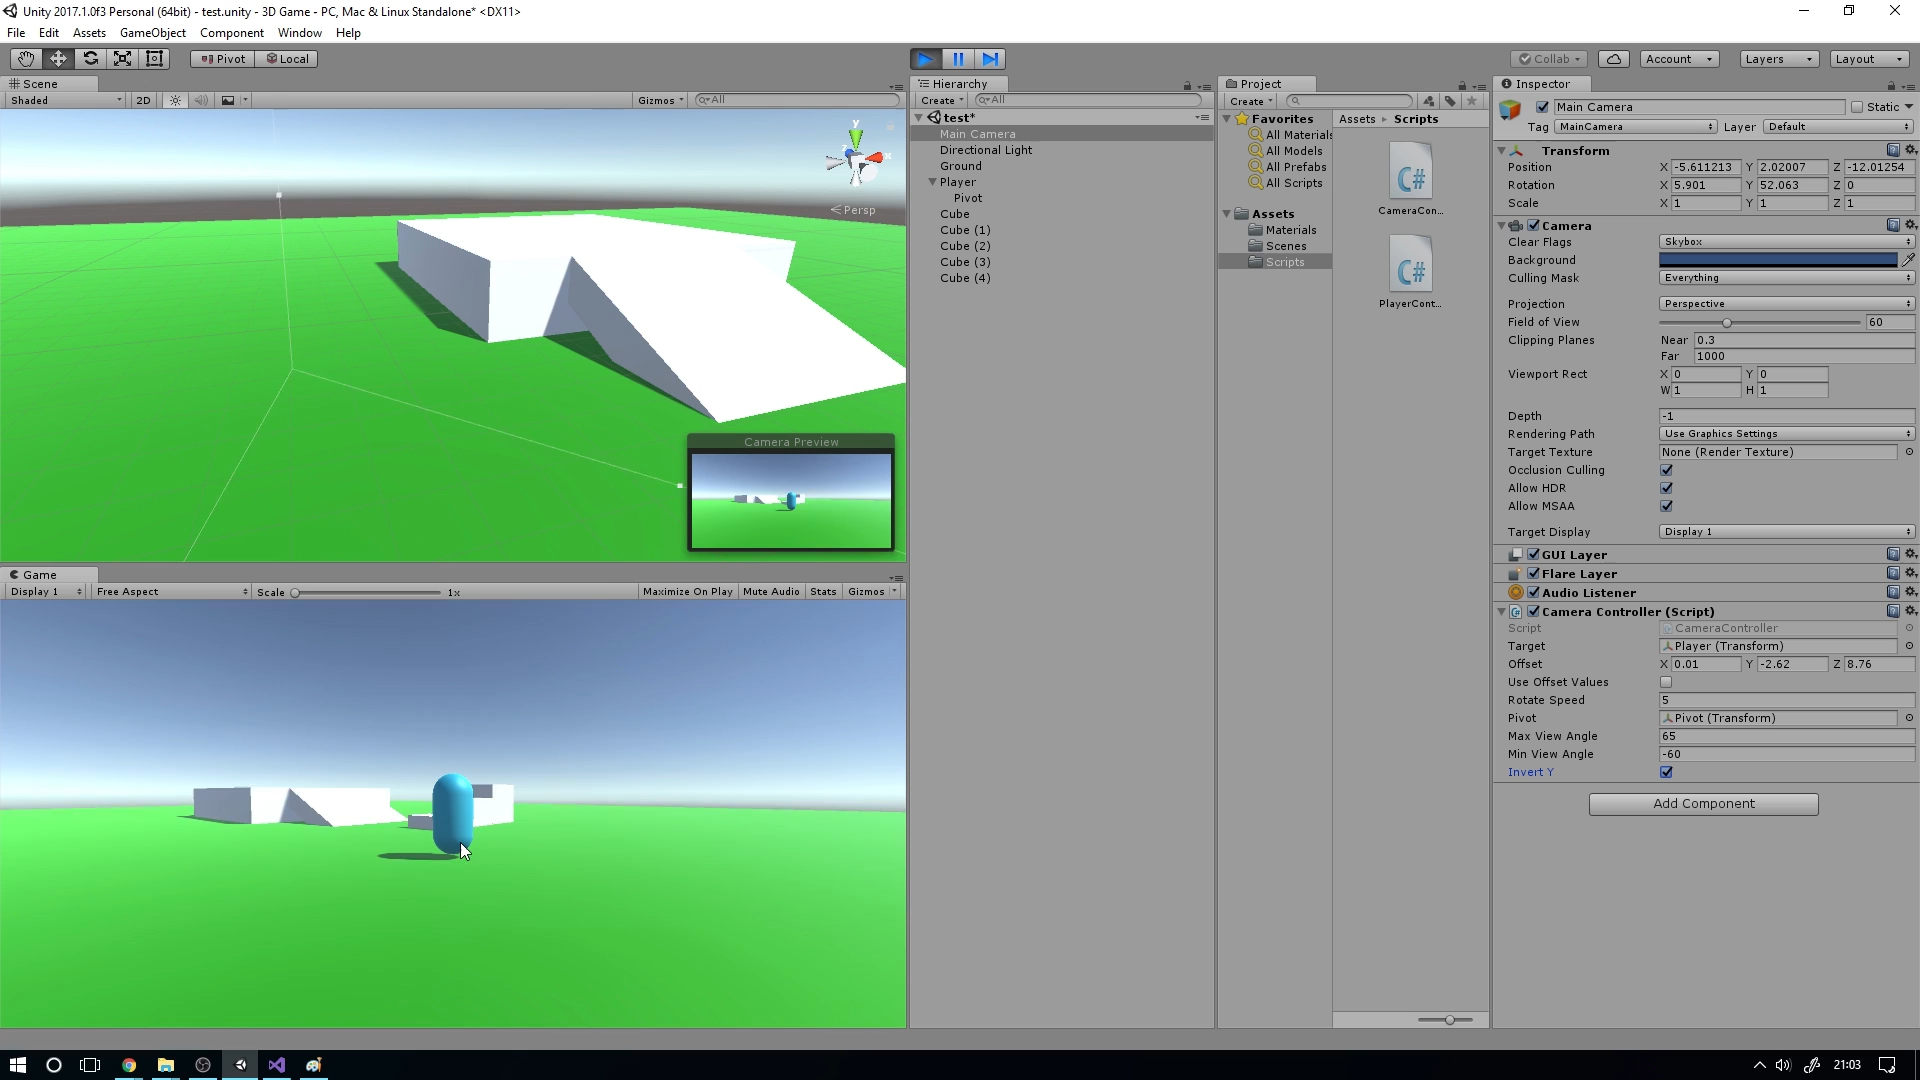 Unity 2017.1.0f3 Personal (64bit) - test.unity - 3D Game - PC, Mac & Linux Standalone* <DX11>
File Edit Assets GameObject Component Window Help
Pivot Local Collab Account Layers Layout
Scene
Shaded 2D Gizmos All
y
x
z
Persp
Camera Preview
Game
Display 1 Free Aspect Scale 1x Maximize On Play Mute Audio Stats Gizmos
Hierarchy
Create All
test*
Main Camera
Directional Light
Ground
Player
Pivot
Cube
Cube (1)
Cube (2)
Cube (3)
Cube (4)
Project
Create
Favorites
All Materials
All Models
All Prefabs
All Scripts
Assets
Materials
Scenes
Scripts
Assets Scripts
C#
CameraCon...
C#
PlayerCont...
Inspector
Main Camera Static
Tag MainCamera Layer Default
Transform
Position X -5.611213 Y 2.02007 Z -12.01254
Rotation X 5.901 Y 52.063 Z 0
Scale X 1 Y 1 Z 1
Camera
Clear Flags Skybox
Background
Culling Mask Everything
Projection Perspective
Field of View 60
Clipping Planes Near 0.3
Far 1000
Viewport Rect X 0 Y 0
W 1 H 1
Depth -1
Rendering Path Use Graphics Settings
Target Texture None (Render Texture)
Occlusion Culling
Allow HDR
Allow MSAA
Target Display Display 1
GUI Layer
Flare Layer
Audio Listener
Camera Controller (Script)
Script CameraController
Target Player (Transform)
Offset X 0.01 Y -2.62 Z 8.76
Use Offset Values
Rotate Speed 5
Pivot Pivot (Transform)
Max View Angle 65
Min View Angle -60
Invert Y
Add Component
21:03